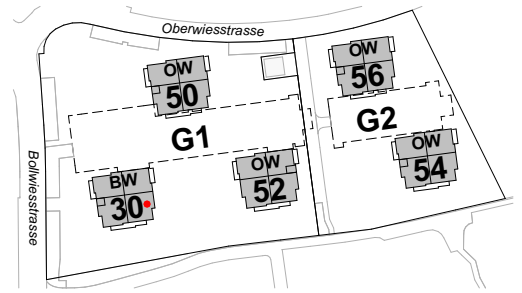 Oberwiesstrasse
OW
50
OW
56
G1
G2
Bollwiesstrasse
BW
30
OW
52
OW
54